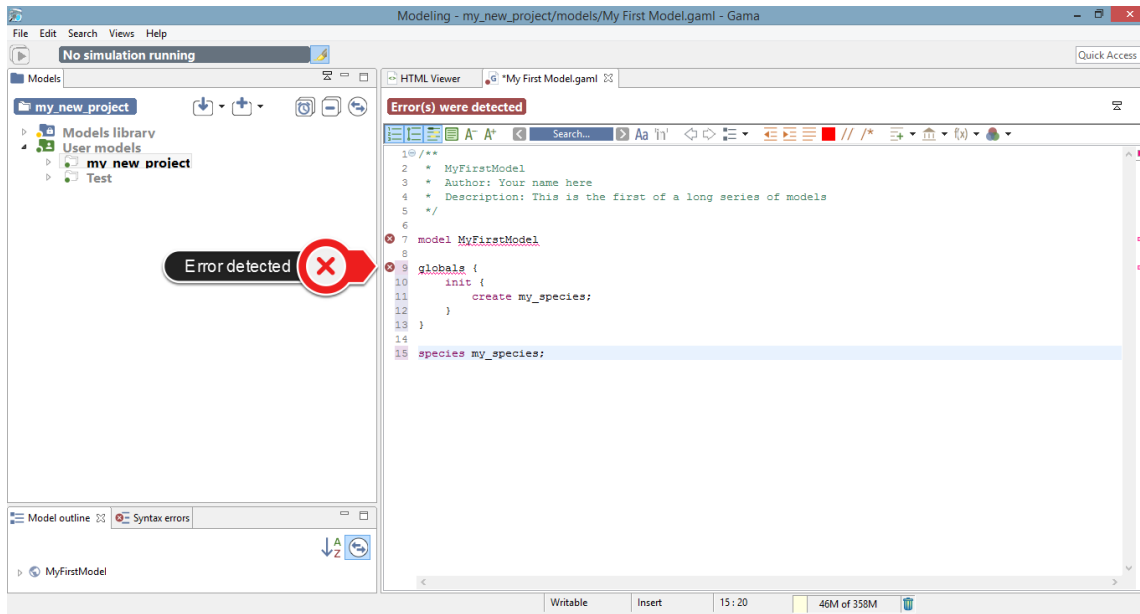 Modeling - my_new_project/models/My First Model.gaml - Gama
File Edit Search Views Help
No simulation running
Quick Access
Models
HTML Viewer
*My First Model.gaml
my_new_project
Error(s) were detected
Models library
User models
my_new_project
Test
Search...
A⁻ A⁺
Aa
'in'
// /*
f(x)
1 /**
2 * MyFirstModel
3 * Author: Your name here
4 * Description: This is the first of a long series of models
5 */
6
7 model MyFirstModel
8
9 globals {
10 init {
11 create my_species;
12 }
13 }
14
15 species my_species;
Error detected
Model outline
Syntax errors
A
Z
MyFirstModel
Writable
Insert
15 : 20
46M of 358M